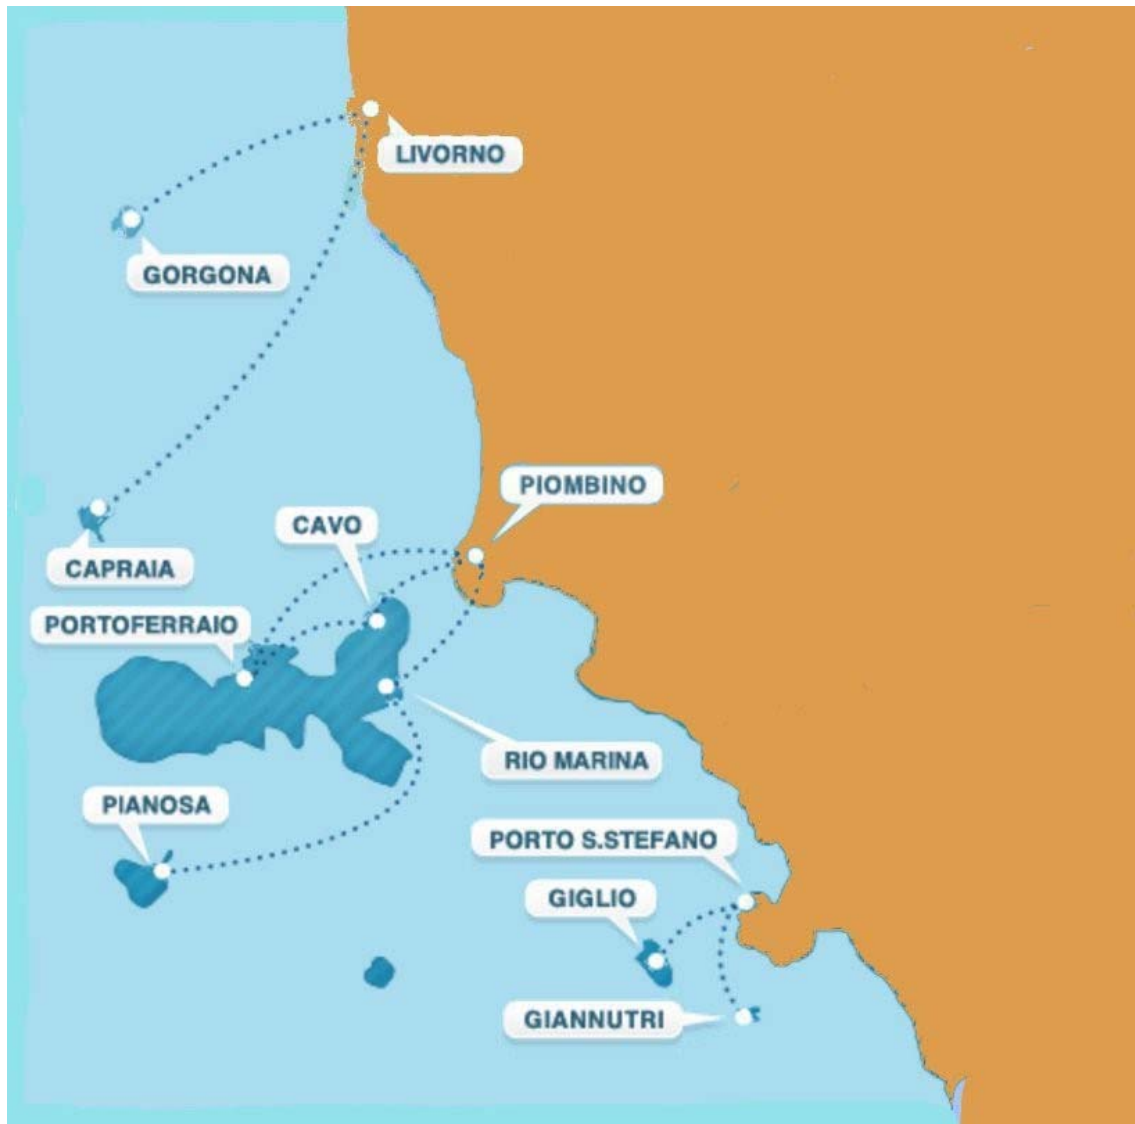 LIVORNO
GORGONA
PIOMBINO
CAVO
CAPRAIA
PORTOFERRAIO
RIO MARINA
PIANOSA
PORTO S.STEFANO
GIGLIO
GIANNUTRI